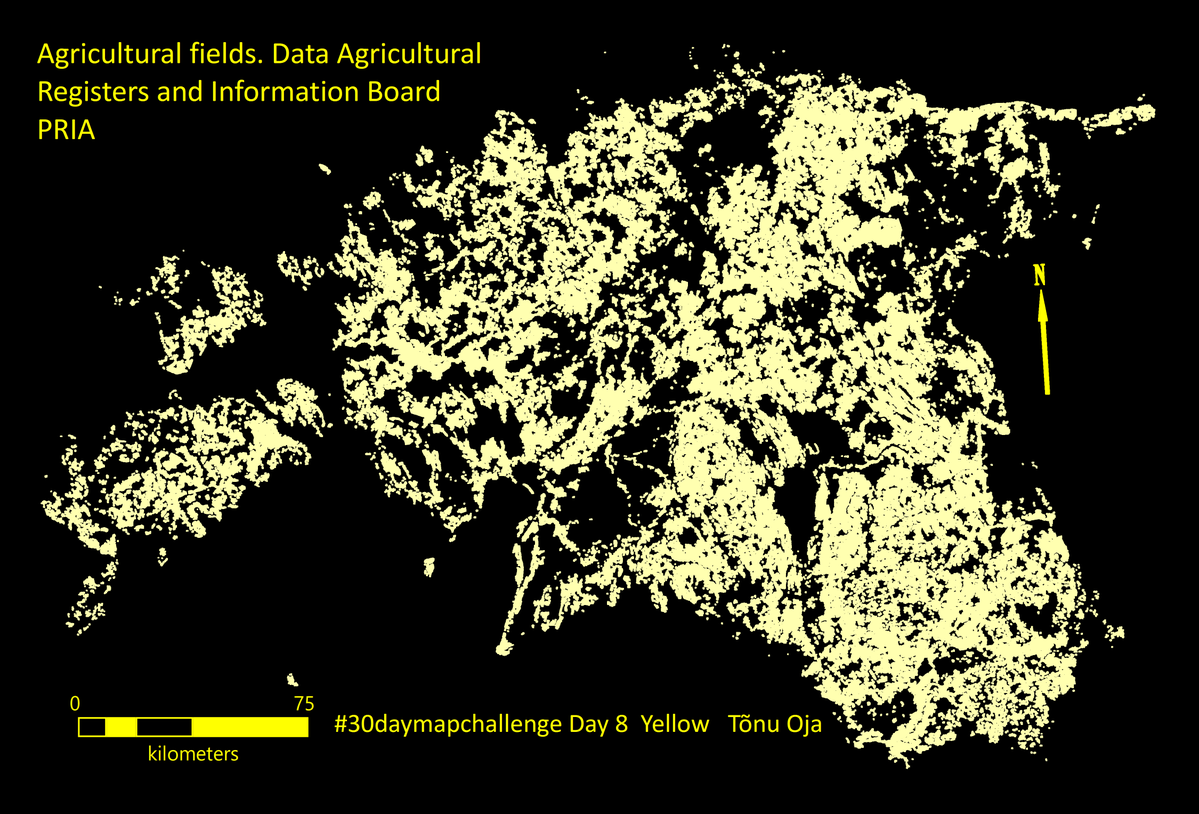 Agricultural fields. Data Agricultural
Registers and Information Board
PRIA
N
0 75
kilometers
#30daymapchallenge Day 8 Yellow Tõnu Oja